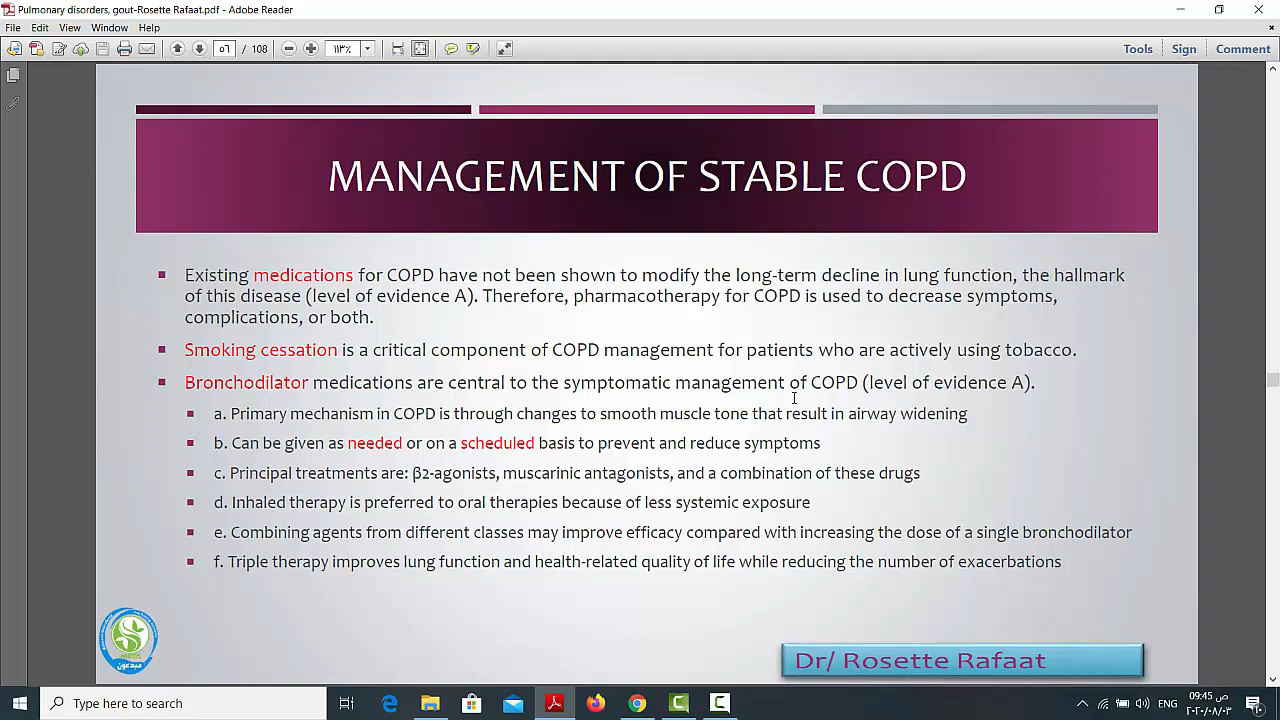 Pulmonary disorders, gout-Rosette Rafaat.pdf - Adobe Reader
File Edit View Window Help
٥٦ / 108 ١١٣٪ Tools Sign Comment
MANAGEMENT OF STABLE COPD
Existing medications for COPD have not been shown to modify the long-term decline in lung function, the hallmark
of this disease (level of evidence A). Therefore, pharmacotherapy for COPD is used to decrease symptoms,
complications, or both.
Smoking cessation is a critical component of COPD management for patients who are actively using tobacco.
Bronchodilator medications are central to the symptomatic management of COPD (level of evidence A).
a. Primary mechanism in COPD is through changes to smooth muscle tone that result in airway widening
b. Can be given as needed or on a scheduled basis to prevent and reduce symptoms
c. Principal treatments are: β2-agonists, muscarinic antagonists, and a combination of these drugs
d. Inhaled therapy is preferred to oral therapies because of less systemic exposure
e. Combining agents from different classes may improve efficacy compared with increasing the dose of a single bronchodilator
f. Triple therapy improves lung function and health-related quality of life while reducing the number of exacerbations
مبدعون
Dr/ Rosette Rafaat
Type here to search
ENG
09:45 ص
٢٠٢٠/٠٨/٠٣